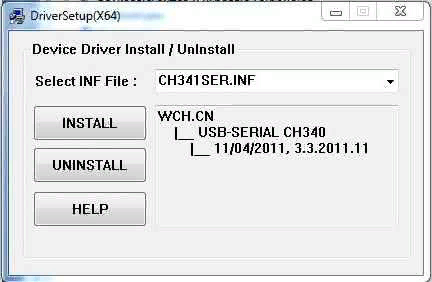 DriverSetup(X64)
Device Driver Install / UnInstall
Select INF File :
CH341SER.INF
INSTALL
UNINSTALL
HELP
WCH.CN
|__ USB-SERIAL CH340
|__ 11/04/2011, 3.3.2011.11